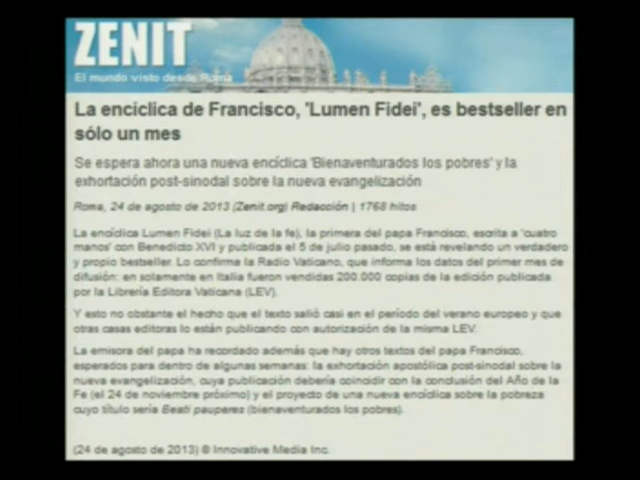 ZENIT
El mundo visto desde Roma
La encíclica de Francisco, 'Lumen Fidei', es bestseller en
sólo un mes
Se espera ahora una nueva encíclica 'Bienaventurados los pobres' y la
exhortación post-sinodal sobre la nueva evangelización
Roma, 24 de agosto de 2013 (Zenit.org) Redacción | 1768 hitos
La encíclica Lumen Fidei (La luz de la fe), la primera del papa Francisco, escrita a 'cuatro
manos' con Benedicto XVI y publicada el 5 de julio pasado, se está revelando un verdadero
y propio bestseller. Lo confirma la Radio Vaticano, que informa los datos del primer mes de
difusión: en solamente en Italia fueron vendidas 200.000 copias de la edición publicada
por la Librería Editora Vaticana (LEV).
Y esto no obstante el hecho que el texto salió casi en el período del verano europeo y que
otras casas editoras lo están publicando con autorización de la misma LEV.
La emisora del papa ha recordado además que hay otros textos del papa Francisco,
esperados para dentro de algunas semanas: la exhortación apostólica post-sinodal sobre la
nueva evangelización, cuya publicación debería coincidir con la conclusión del Año de la
Fe (el 24 de noviembre próximo) y el proyecto de una nueva encíclica sobre la pobreza
cuyo título sería Beati pauperes (bienaventurados los pobres).
(24 de agosto de 2013) © Innovative Media Inc.